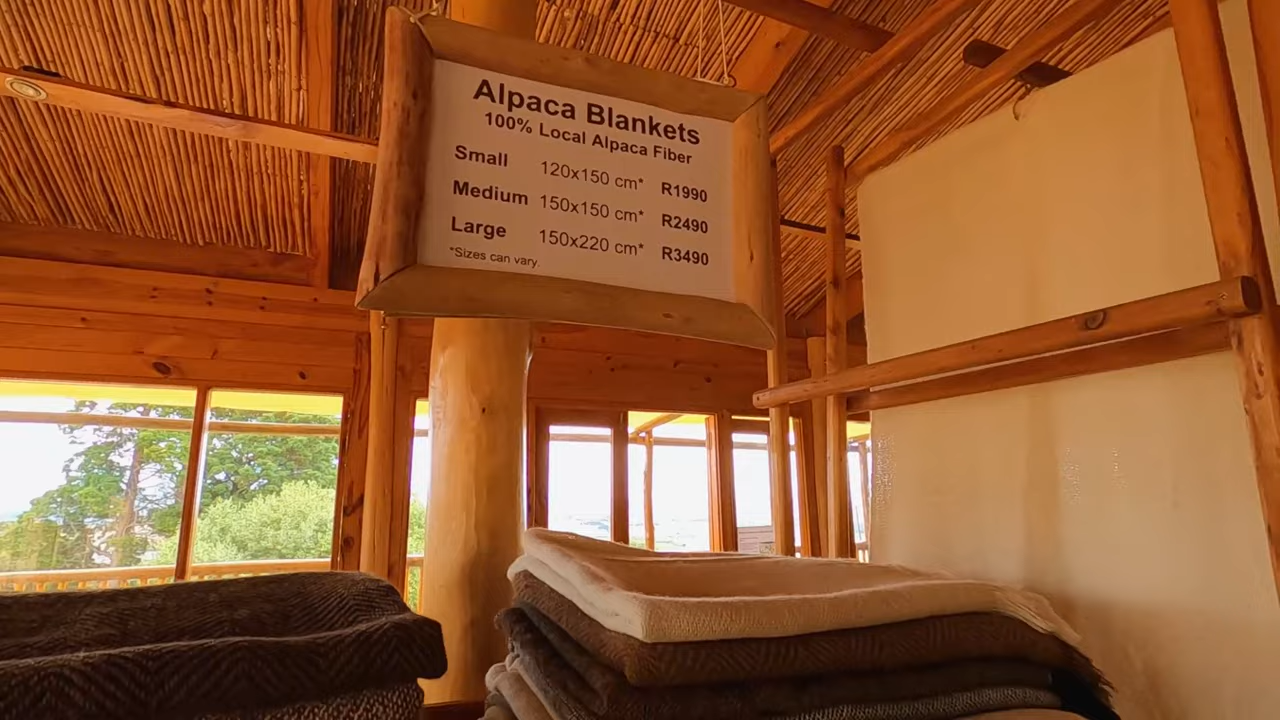 Alpaca Blankets
100% Local Alpaca Fiber
Small 120x150 cm* R1990
Medium 150x150 cm* R2490
Large 150x220 cm* R3490
*Sizes can vary.